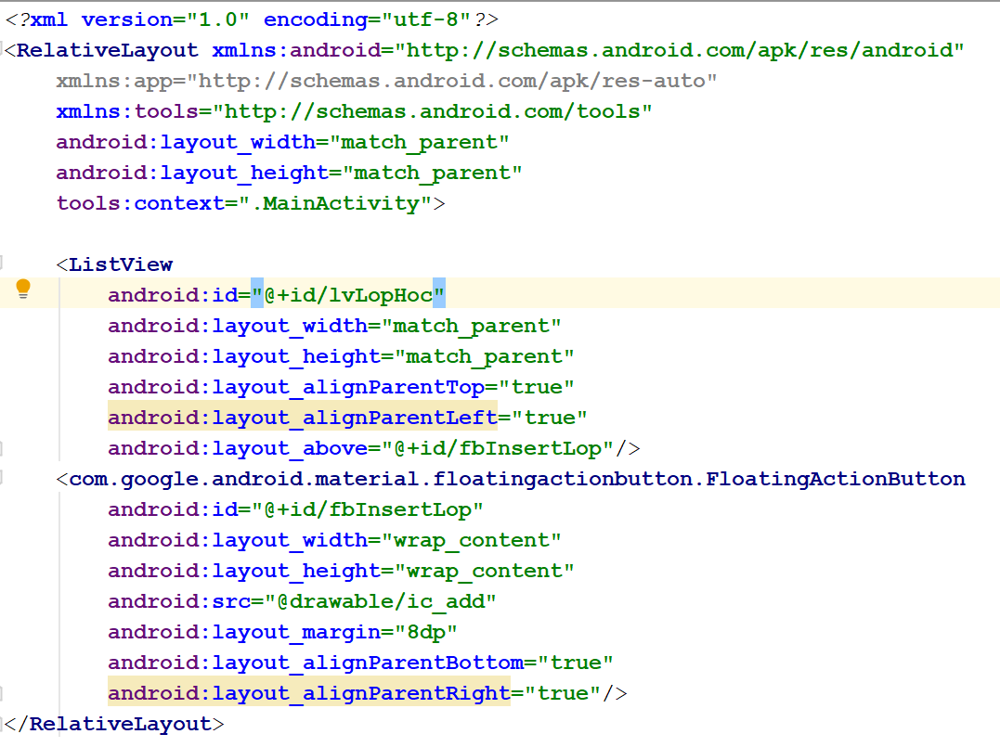 <?xml version="1.0" encoding="utf-8"?>
<RelativeLayout xmlns:android="http://schemas.android.com/apk/res/android"
    xmlns:app="http://schemas.android.com/apk/res-auto"
    xmlns:tools="http://schemas.android.com/tools"
    android:layout_width="match_parent"
    android:layout_height="match_parent"
    tools:context=".MainActivity">

    <ListView
        android:id="@+id/lvLopHoc"
        android:layout_width="match_parent"
        android:layout_height="match_parent"
        android:layout_alignParentTop="true"
        android:layout_alignParentLeft="true"
        android:layout_above="@+id/fbInsertLop"/>
    <com.google.android.material.floatingactionbutton.FloatingActionButton
        android:id="@+id/fbInsertLop"
        android:layout_width="wrap_content"
        android:layout_height="wrap_content"
        android:src="@drawable/ic_add"
        android:layout_margin="8dp"
        android:layout_alignParentBottom="true"
        android:layout_alignParentRight="true"/>
</RelativeLayout>